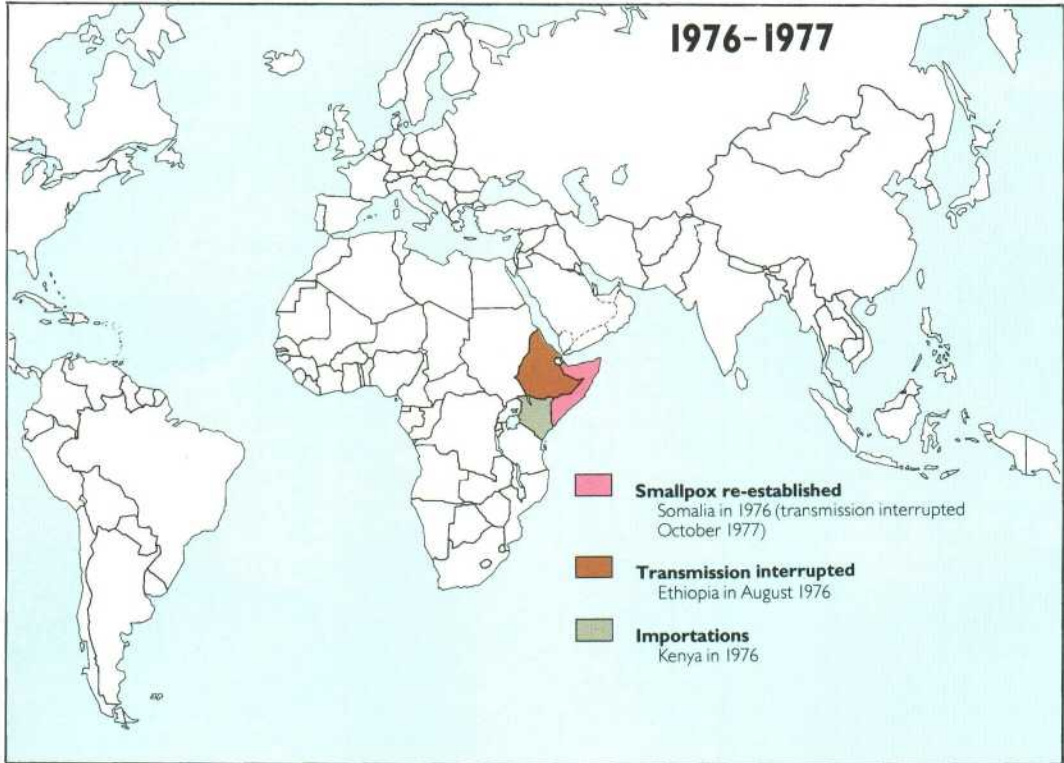 1976–1977
Smallpox re-established
Somalia in 1976 (transmission interrupted
October 1977)
Transmission interrupted
Ethiopia in August 1976
Importations
Kenya in 1976